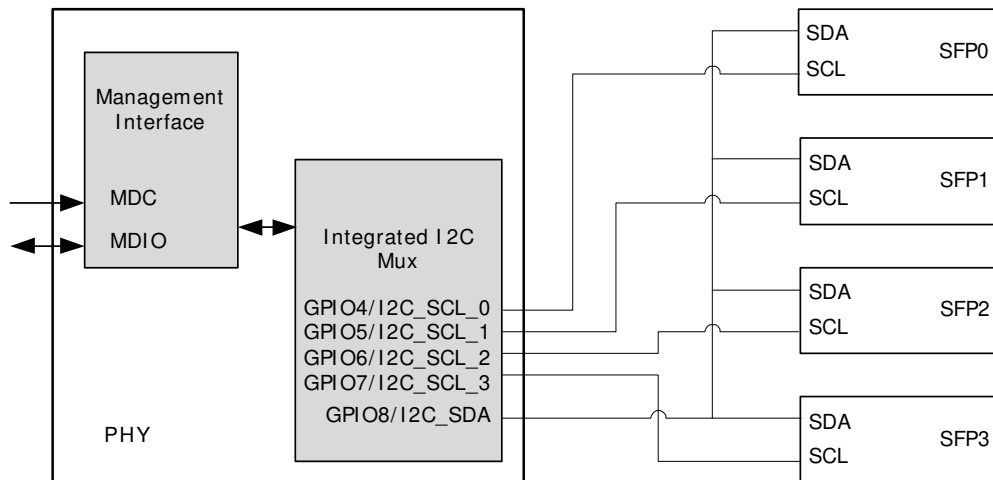 Management
Interface
MDC
MDIO
Integrated I2C
Mux
GPIO4/I2C_SCL_0
GPIO5/I2C_SCL_1
GPIO6/I2C_SCL_2
GPIO7/I2C_SCL_3
GPIO8/I2C_SDA
PHY
SDA
SCL
SFP0
SDA
SCL
SFP1
SDA
SCL
SFP2
SDA
SCL
SFP3